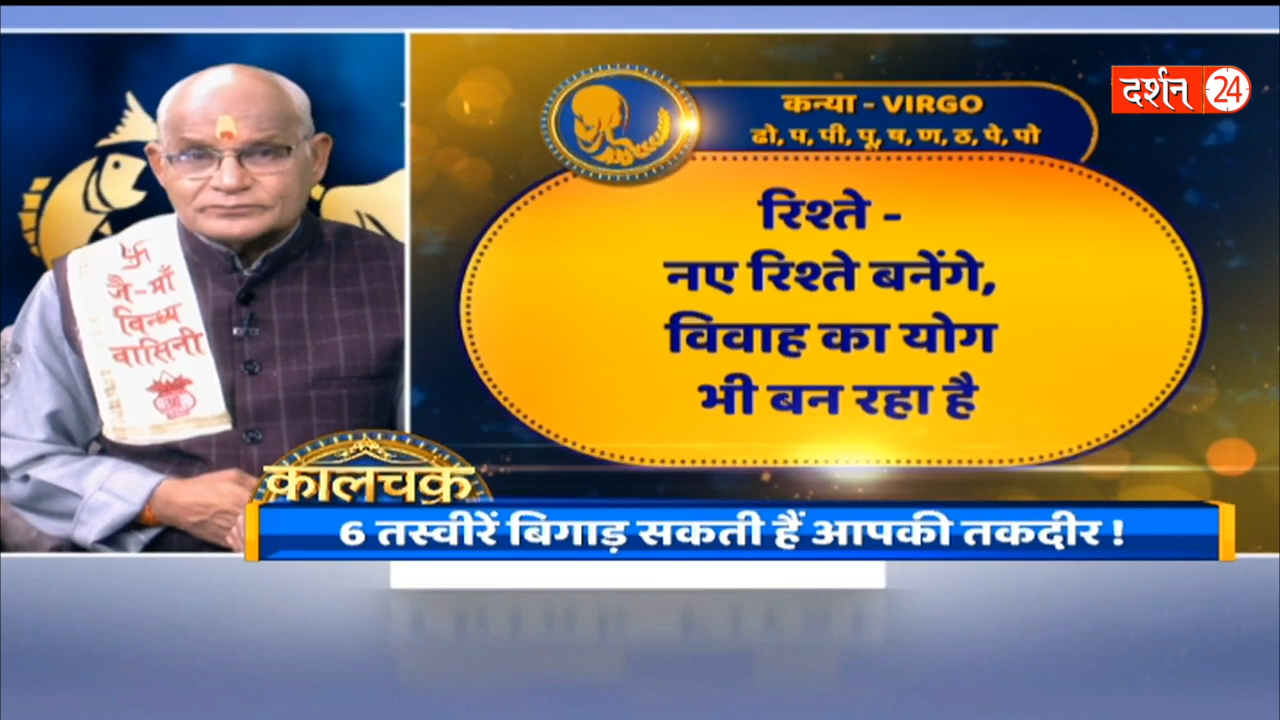 दर्शन 24
कन्या - VIRGO
ढो, प, पी, पू, ष, ण, ठ, पे, पो
रिश्ते -
नए रिश्ते बनेंगे,
विवाह का योग
भी बन रहा है
जै-माँ
विन्ध्य
वासिनी
कालचक्र
6 तस्वीरें बिगाड़ सकती हैं आपकी तकदीर !